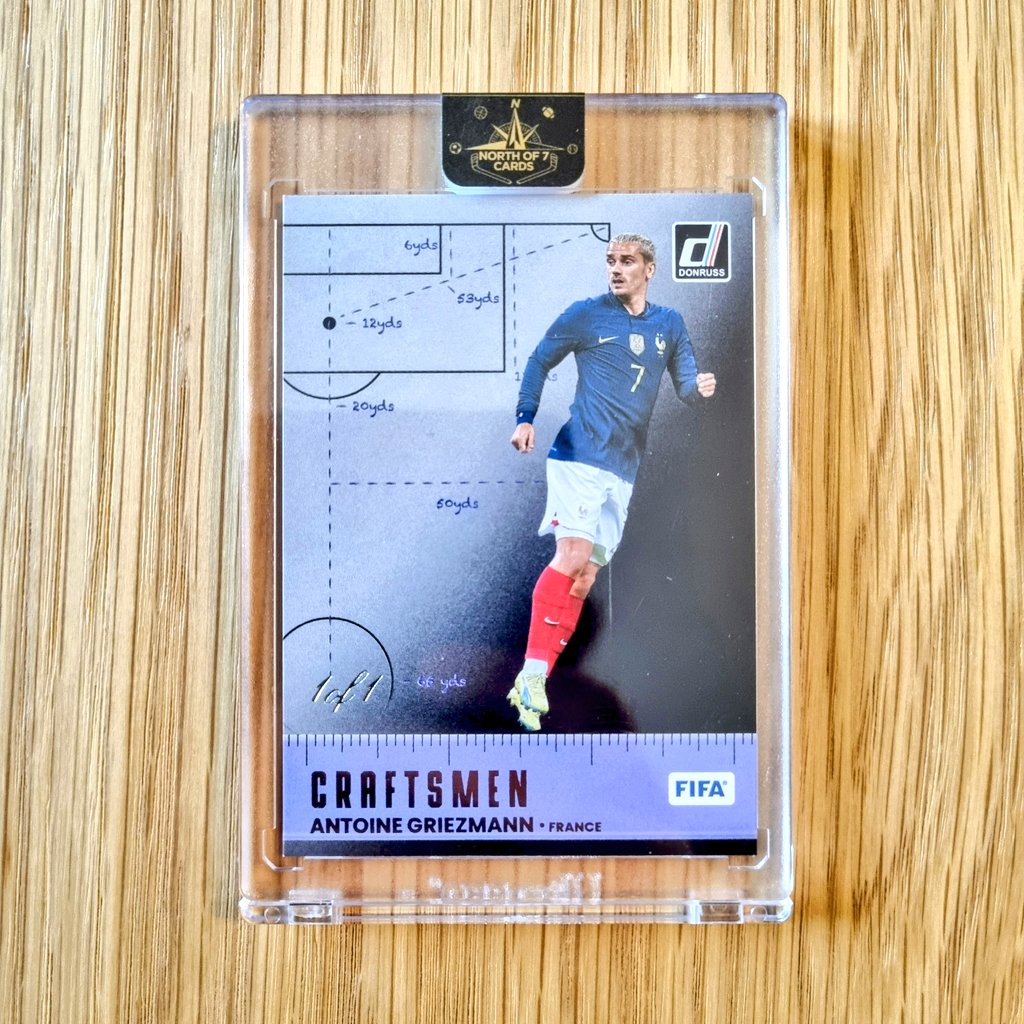 N
NORTH OF 7
CARDS
6yds
d
DONRUSS
53yds
12yds
7
20yds
50yds
1 of 1
66 yds
CRAFTSMEN
FIFA
ANTOINE GRIEZMANN • FRANCE